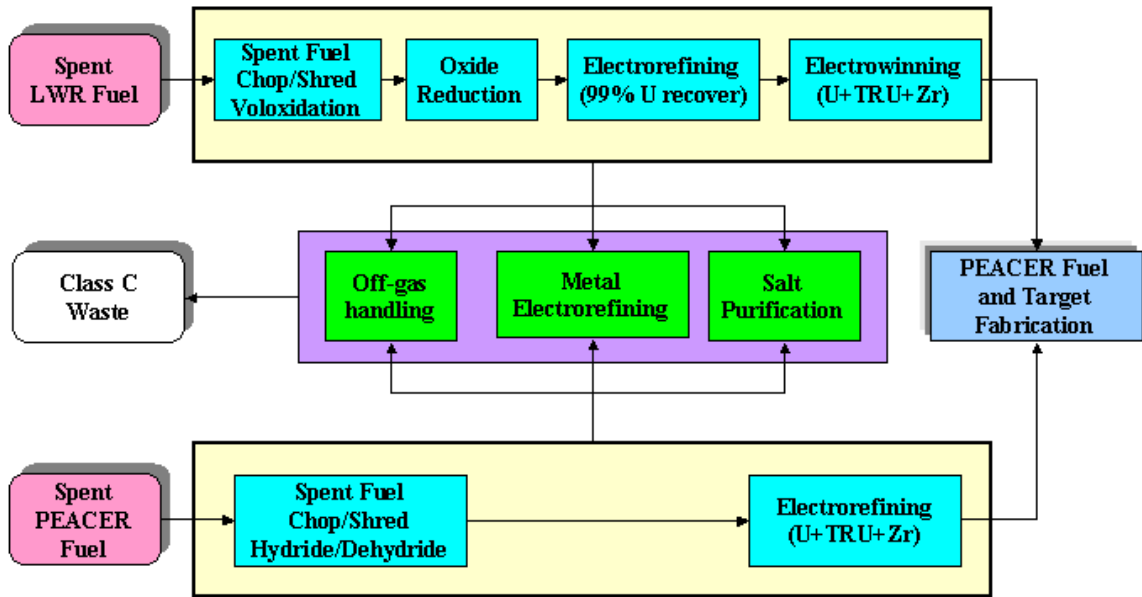 Spent
LWR Fuel
Spent Fuel
Chop/Shred
Voloxidation
Oxide
Reduction
Electrorefining
(99% U recover)
Electrowinning
(U+TRU+Zr)
Class C
Waste
Off-gas
handling
Metal
Electrorefining
Salt
Purification
PEACER Fuel
and Target
Fabrication
Spent
PEACER
Fuel
Spent Fuel
Chop/Shred
Hydride/Dehydride
Electrorefining
(U+TRU+Zr)